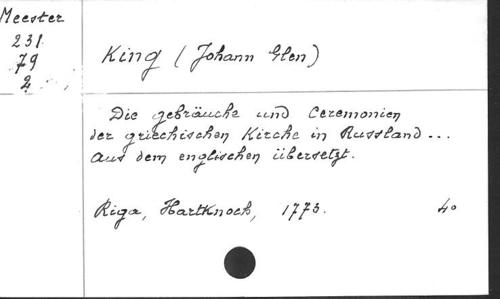 Meester
231
79
2
King (Johann Glen)
Die gebräuche und Ceremonien
der griechischen Kirche in Russland...
Aus dem englischen übersetzt.
Riga, Hartknoch, 1773. 4o